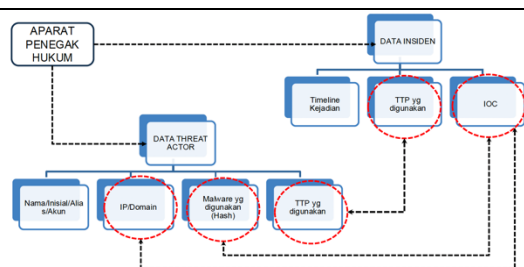 APARAT
PENEGAK
HUKUM
DATA INSIDEN
Timeline
Kejadian
TTP yg
digunakan
IOC
DATA THREAT
ACTOR
Nama/Inisial/Alia
s/Akun
IP/Domain
Malware yg
digunakan
(Hash)
TTP yg
digunakan